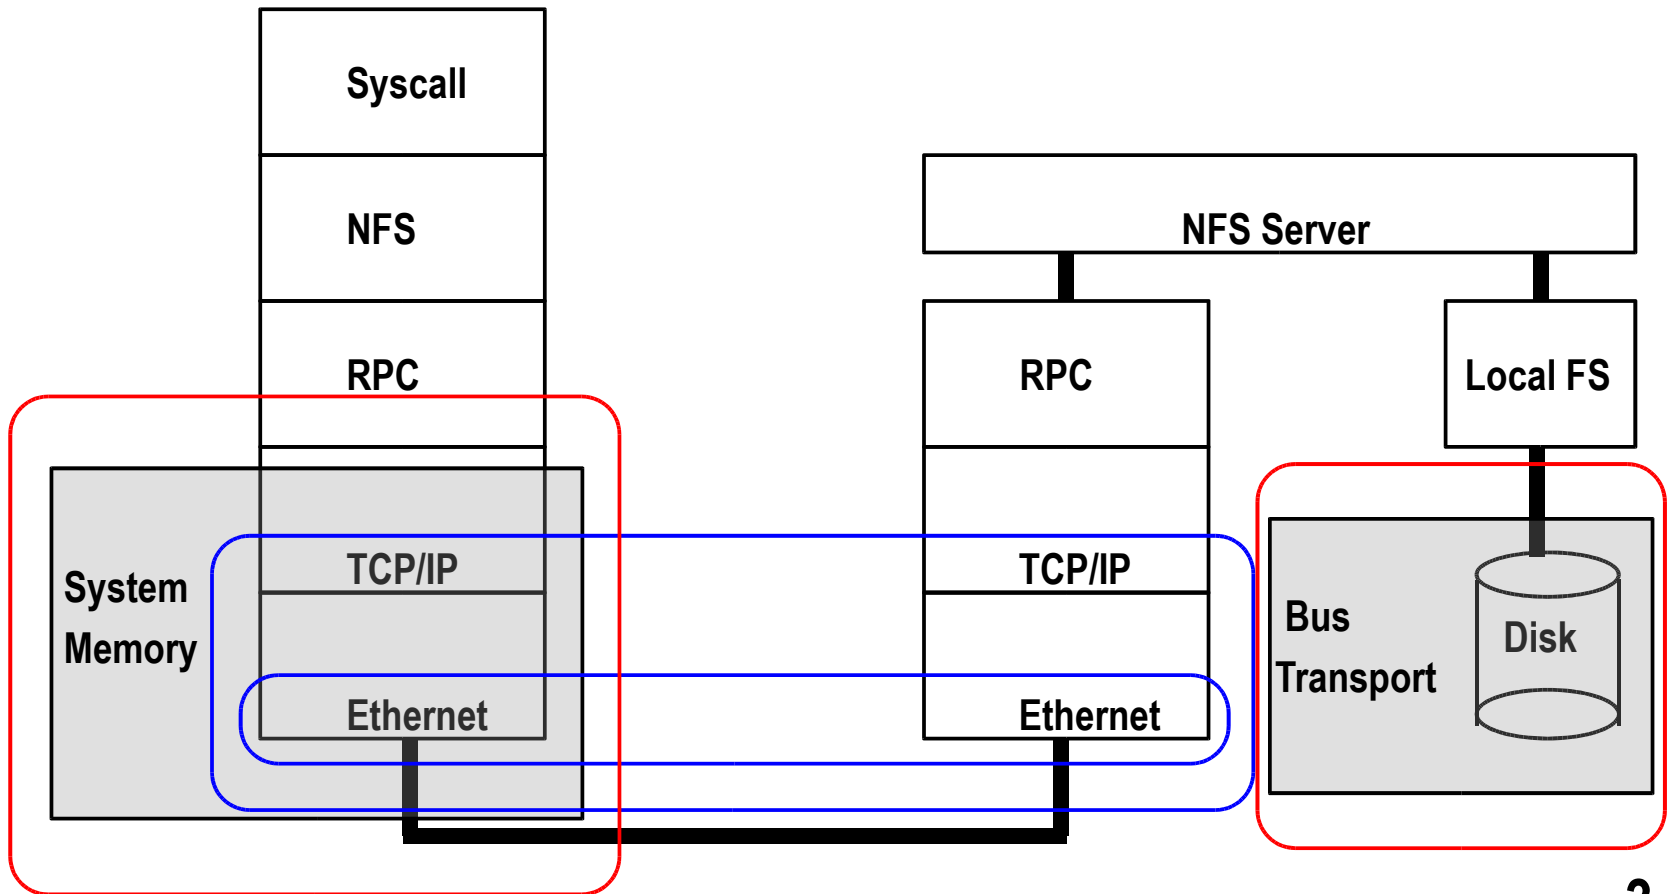 Syscall
NFS
RPC
TCP/IP
Ethernet
System
Memory
NFS Server
RPC
TCP/IP
Ethernet
Local FS
Bus
Transport
Disk